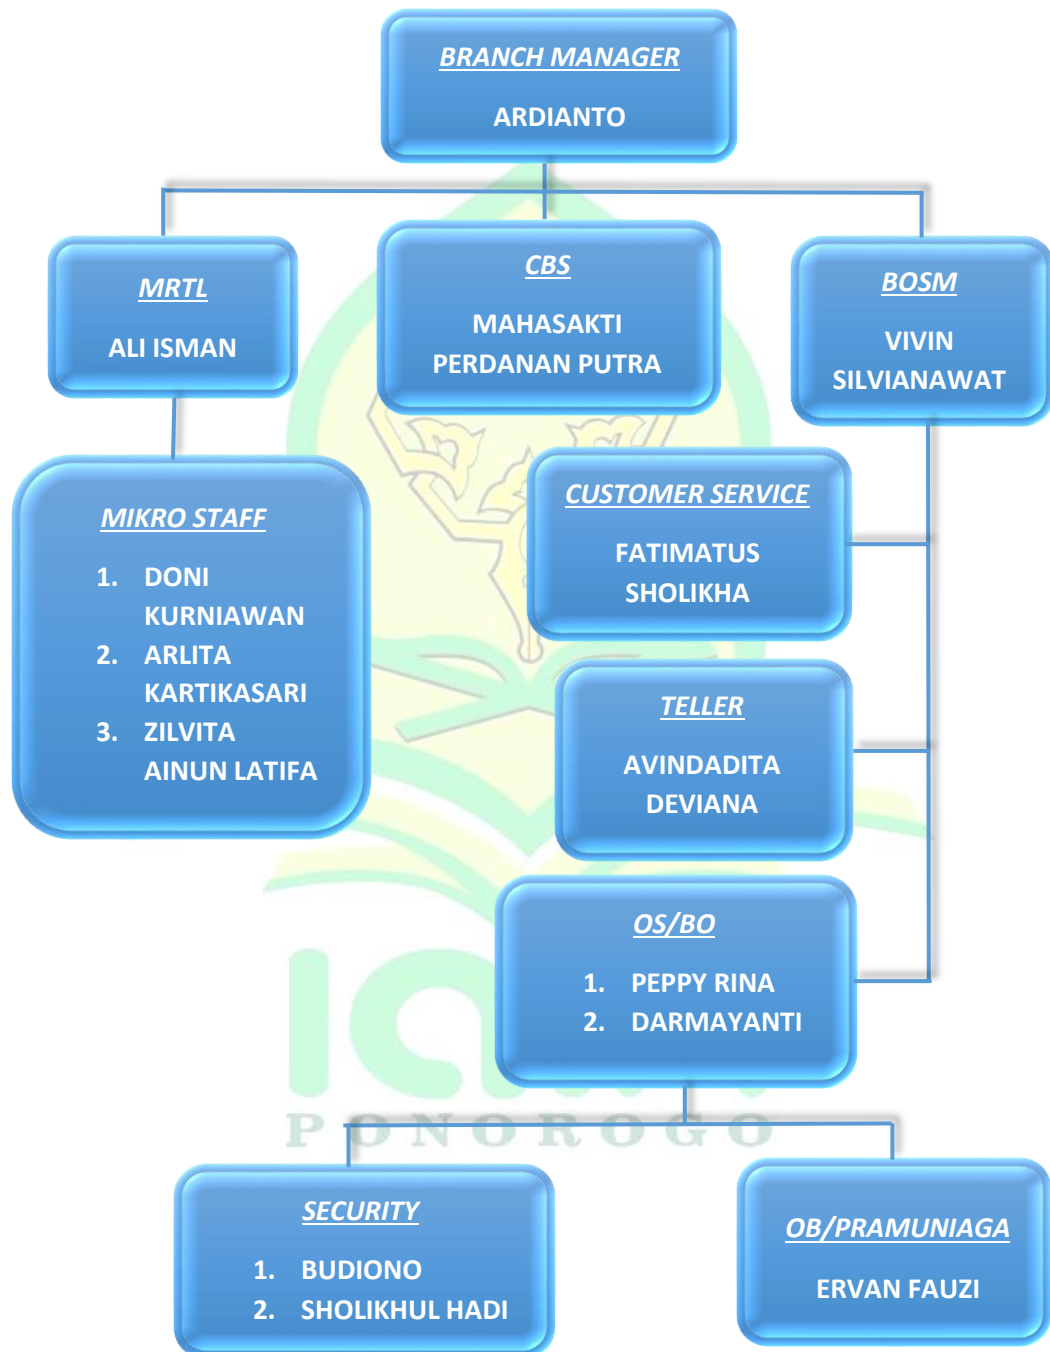 BRANCH MANAGER
ARDIANTO
MRTL
ALI ISMAN
CBS
MAHASAKTI
PERDANAN PUTRA
BOSM
VIVIN
SILVIANAWAT
MIKRO STAFF
1. DONI
KURNIAWAN
2. ARLITA
KARTIKASARI
3. ZILVITA
AINUN LATIFA
CUSTOMER SERVICE
FATIMATUS
SHOLIKHA
TELLER
AVINDADITA
DEVIANA
OS/BO
1. PEPPY RINA
2. DARMAYANTI
PONOROGO
SECURITY
1. BUDIONO
2. SHOLIKHUL HADI
OB/PRAMUNIAGA
ERVAN FAUZI